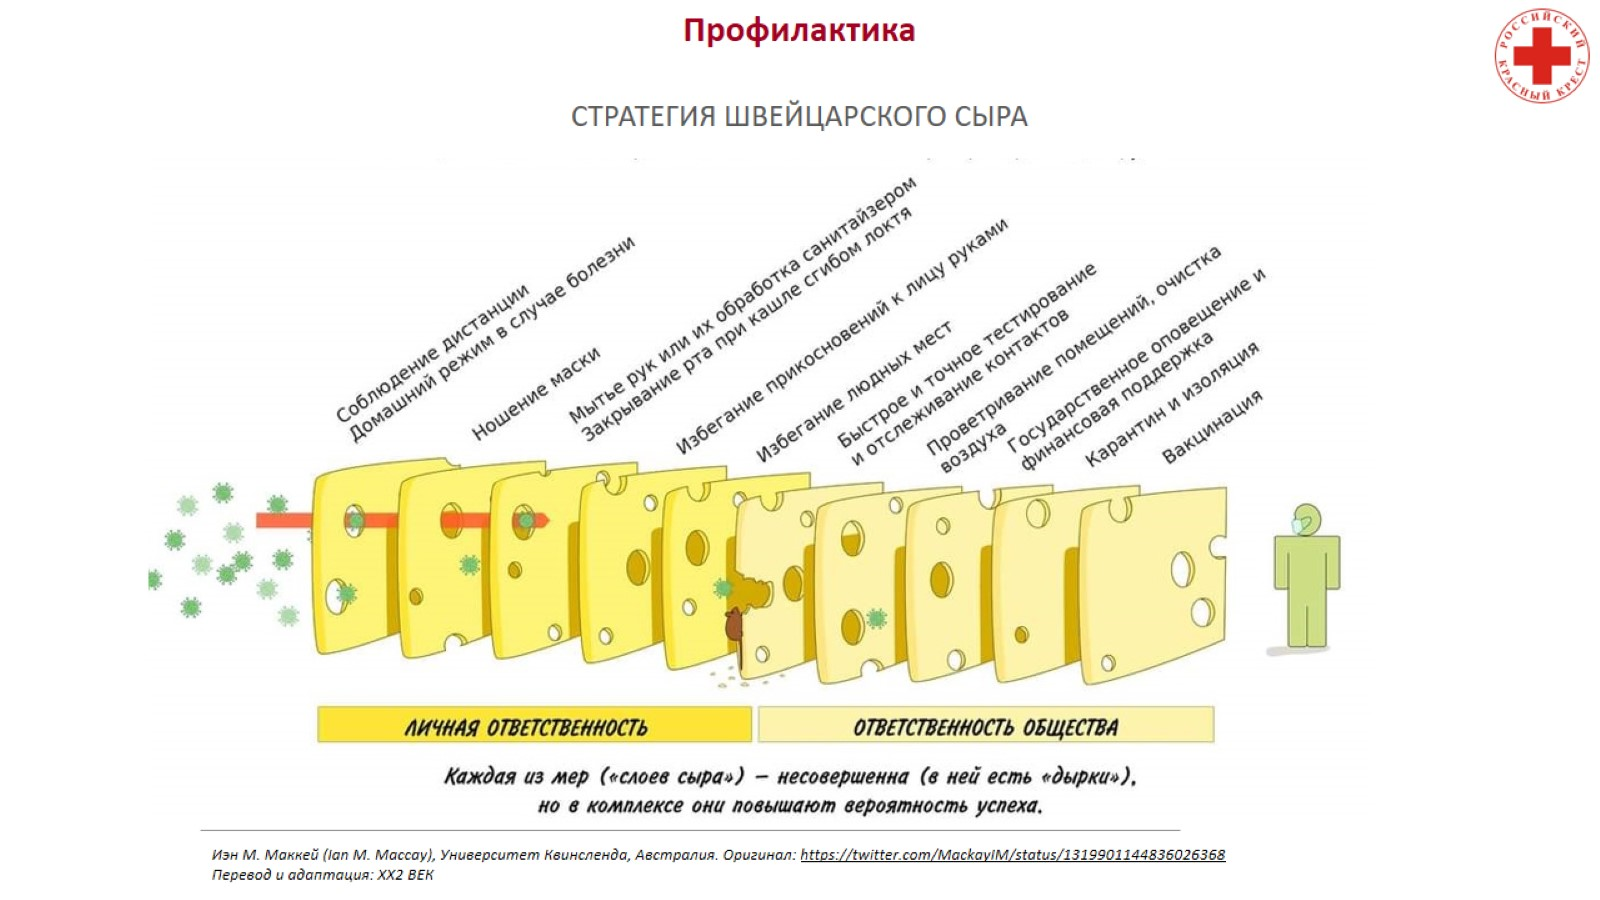 Профилактика
РОССИЙСКИЙ КРАСНЫЙ КРЕСТ
СТРАТЕГИЯ ШВЕЙЦАРСКОГО СЫРА
Соблюдение дистанции
Домашний режим в случае болезни
Ношение маски
Мытье рук или их обработка санитайзером
Закрывание рта при кашле сгибом локтя
Избегание прикосновений к лицу руками
Избегание людных мест
Быстрое и точное тестирование
и отслеживание контактов
Проветривание помещений, очистка
воздуха
Государственное оповещение и
финансовая поддержка
Карантин и изоляция
Вакцинация
ЛИЧНАЯ ОТВЕТСТВЕННОСТЬ
ОТВЕТСТВЕННОСТЬ ОБЩЕСТВА
Каждая из мер («слоев сыра») – несовершенна (в ней есть «дырки»),
но в комплексе они повышают вероятность успеха.
Иэн М. Маккей (Ian M. Maccay), Университет Квинсленда, Австралия. Оригинал: https://twitter.com/MackayIM/status/1319901144836026368
Перевод и адаптация: XX2 ВЕК